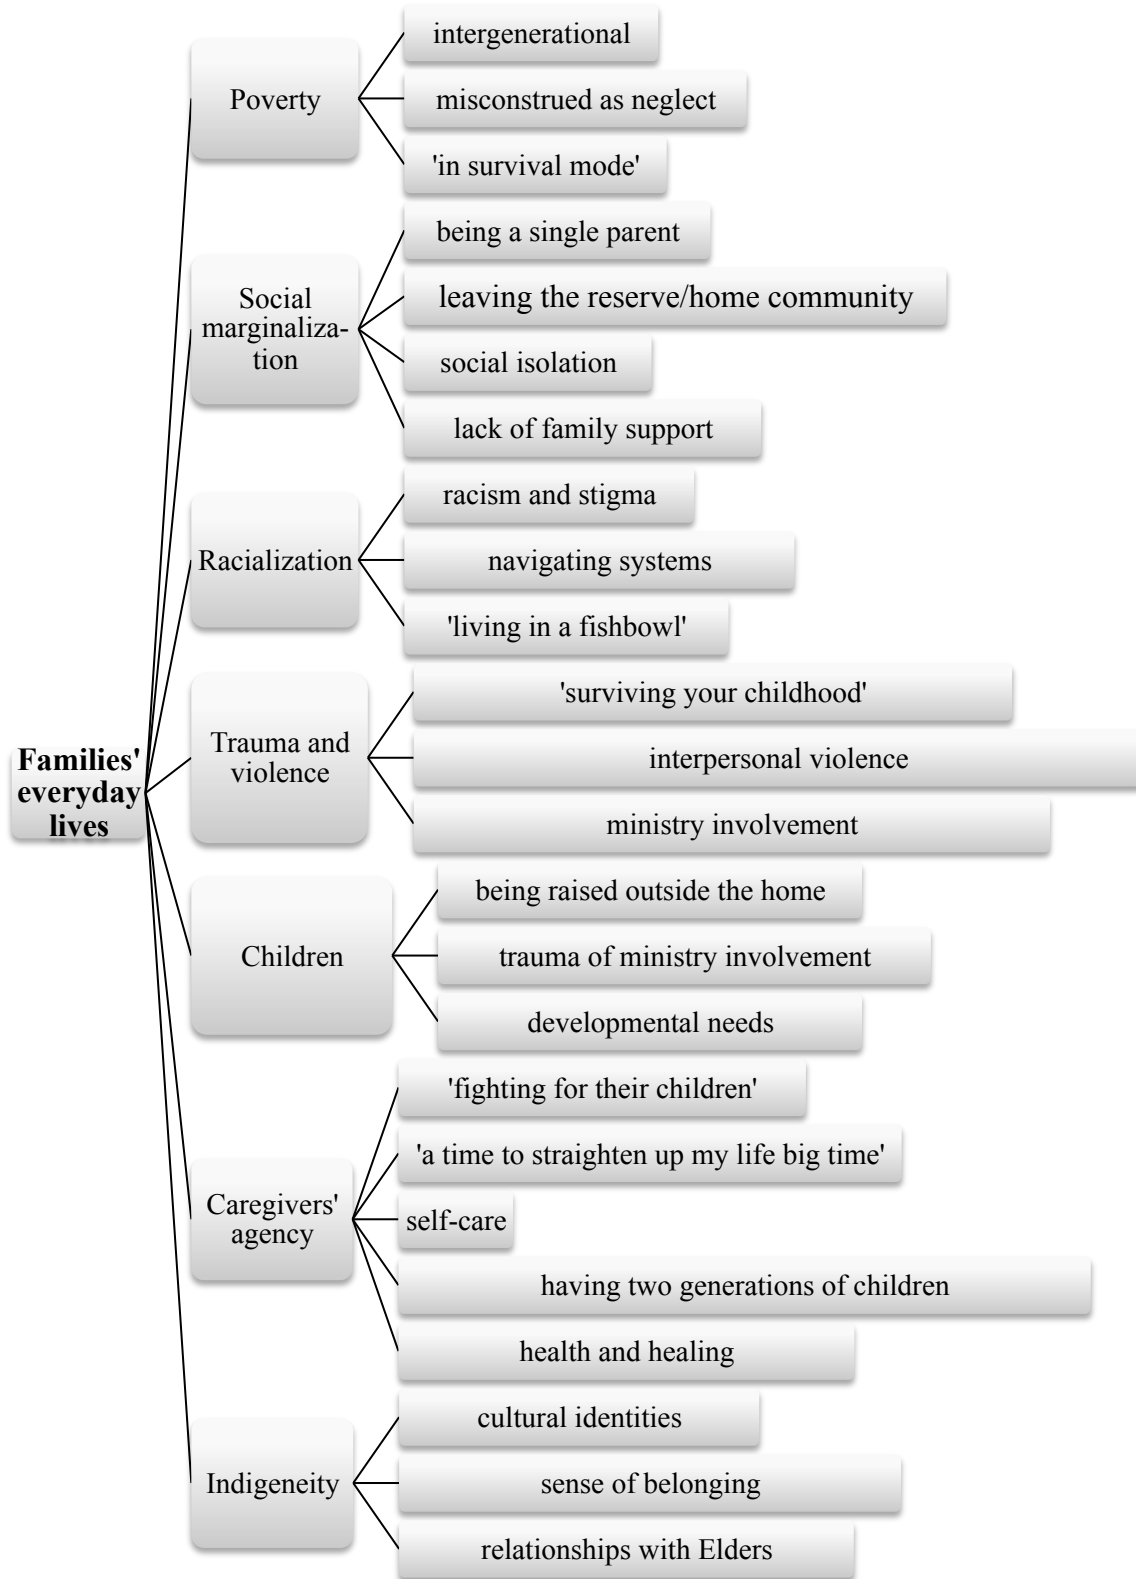 Families'
everyday
lives
Poverty
intergenerational
misconstrued as neglect
'in survival mode'
Social
marginaliza-
tion
being a single parent
leaving the reserve/home community
social isolation
lack of family support
Racialization
racism and stigma
navigating systems
'living in a fishbowl'
Trauma and
violence
'surviving your childhood'
interpersonal violence
ministry involvement
Children
being raised outside the home
trauma of ministry involvement
developmental needs
Caregivers'
agency
'fighting for their children'
'a time to straighten up my life big time'
self-care
having two generations of children
health and healing
Indigeneity
cultural identities
sense of belonging
relationships with Elders